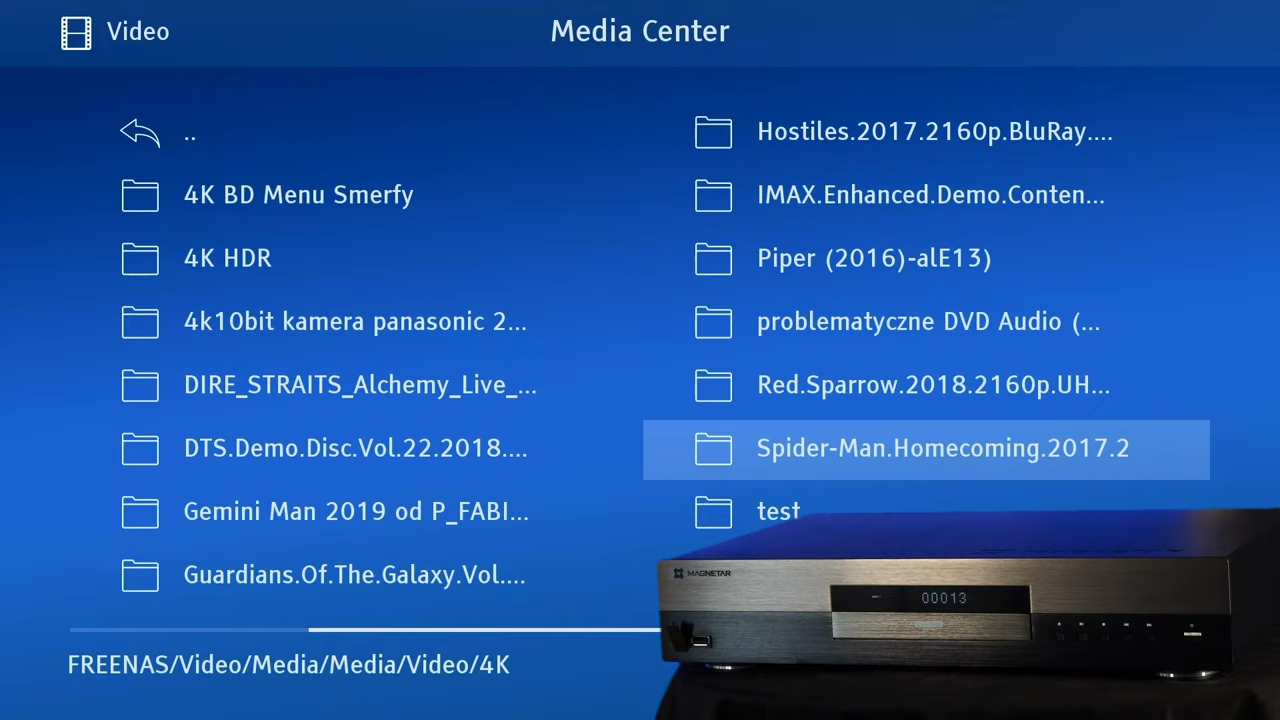 Video
Media Center
..
4K BD Menu Smerfy
4K HDR
4k10bit kamera panasonic 2...
DIRE_STRAITS_Alchemy_Live_...
DTS.Demo.Disc.Vol.22.2018....
Gemini Man 2019 od P_FABI...
Guardians.Of.The.Galaxy.Vol....
Hostiles.2017.2160p.BluRay....
IMAX.Enhanced.Demo.Conten...
Piper (2016)-alE13)
problematyczne DVD Audio (...
Red.Sparrow.2018.2160p.UH...
Spider-Man.Homecoming.2017.2
test
FREENAS/Video/Media/Media/Video/4K
MAGNETAR
00013